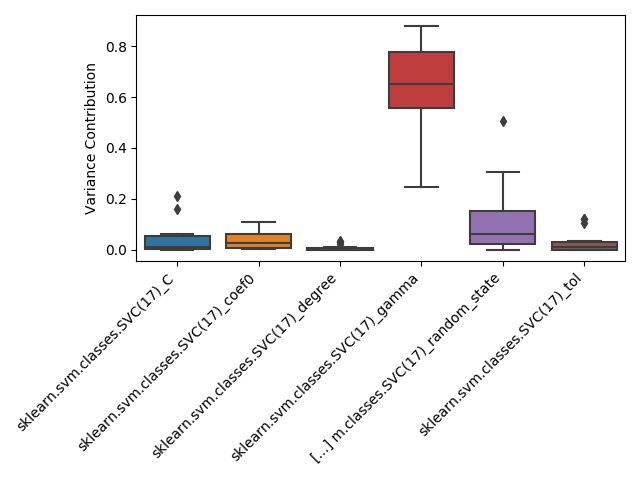 0.8
0.6
0.4
0.2
0.0
Variance Contribution
sklearn.svm.classes.SVC(17)_C
sklearn.svm.classes.SVC(17)_coef0
sklearn.svm.classes.SVC(17)_degree
sklearn.svm.classes.SVC(17)_gamma
[...] m.classes.SVC(17)_random_state
sklearn.svm.classes.SVC(17)_tol